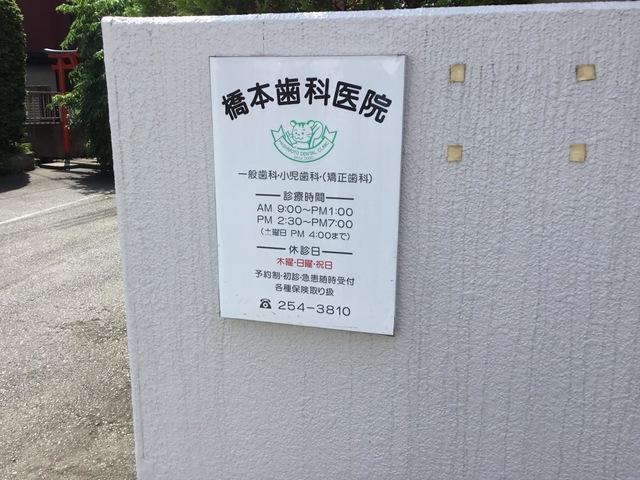 橋本歯科医院
HASHIMOTO DENTAL CLINIC
一般歯科・小児歯科・(矯正歯科)
診療時間
AM 9:00〜PM1:00
PM 2:30〜PM7:00
(土曜日 PM 4:00まで)
休診日
木曜・日曜・祝日
予約制・初診・急患随時受付
各種保険取り扱
☎ 254-3810